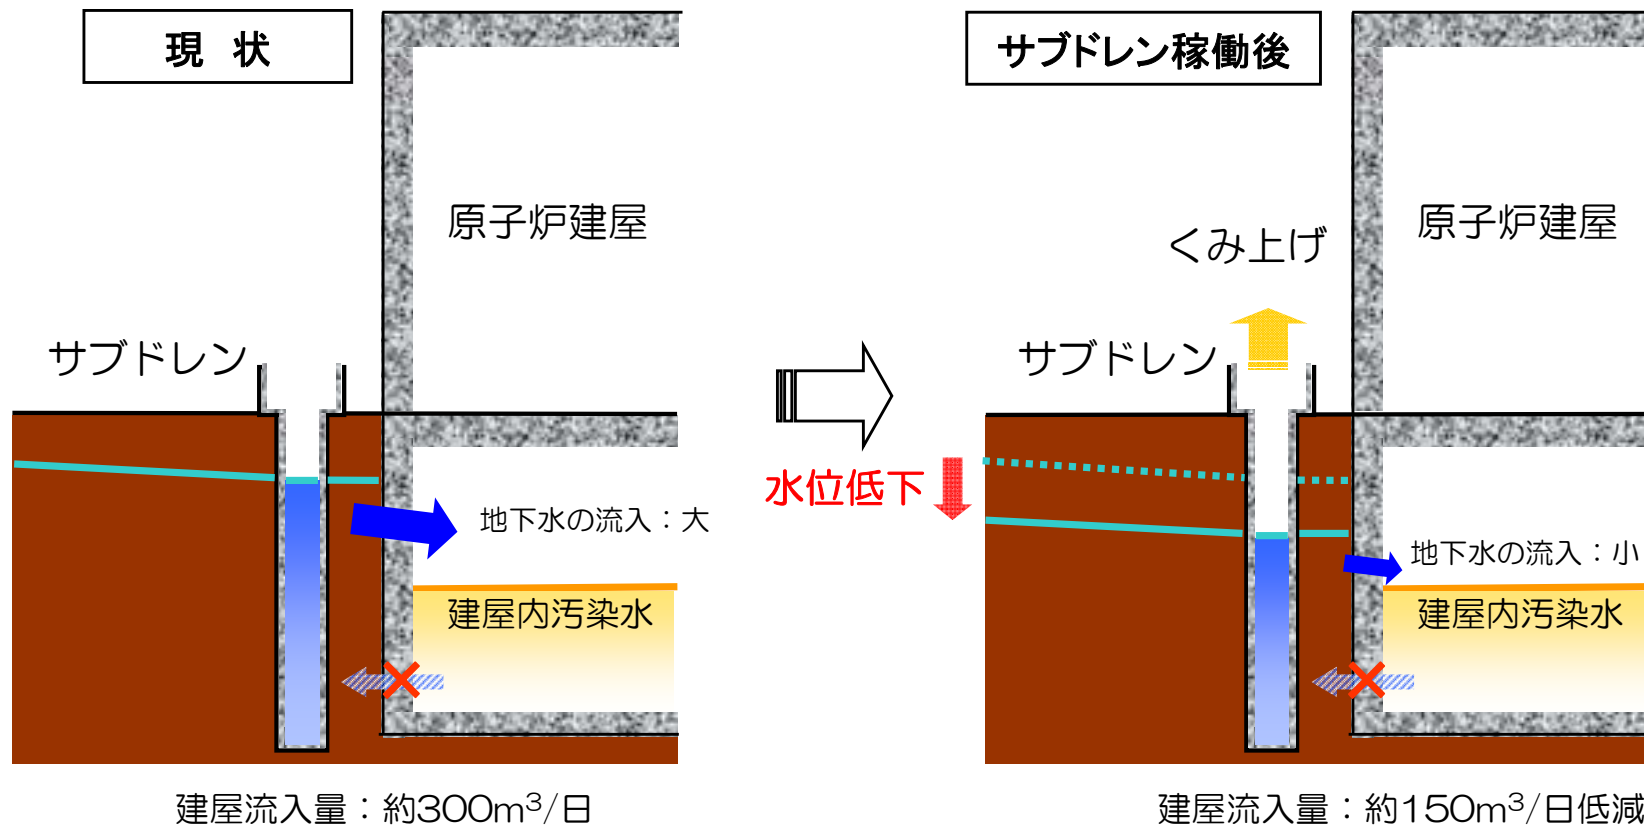 現 状
原子炉建屋
サブドレン
地下水の流入：大
建屋内汚染水
建屋流入量：約300m³/日
水位低下
サブドレン稼働後
原子炉建屋
くみ上げ
サブドレン
地下水の流入：小
建屋内汚染水
建屋流入量：約150m³/日低減